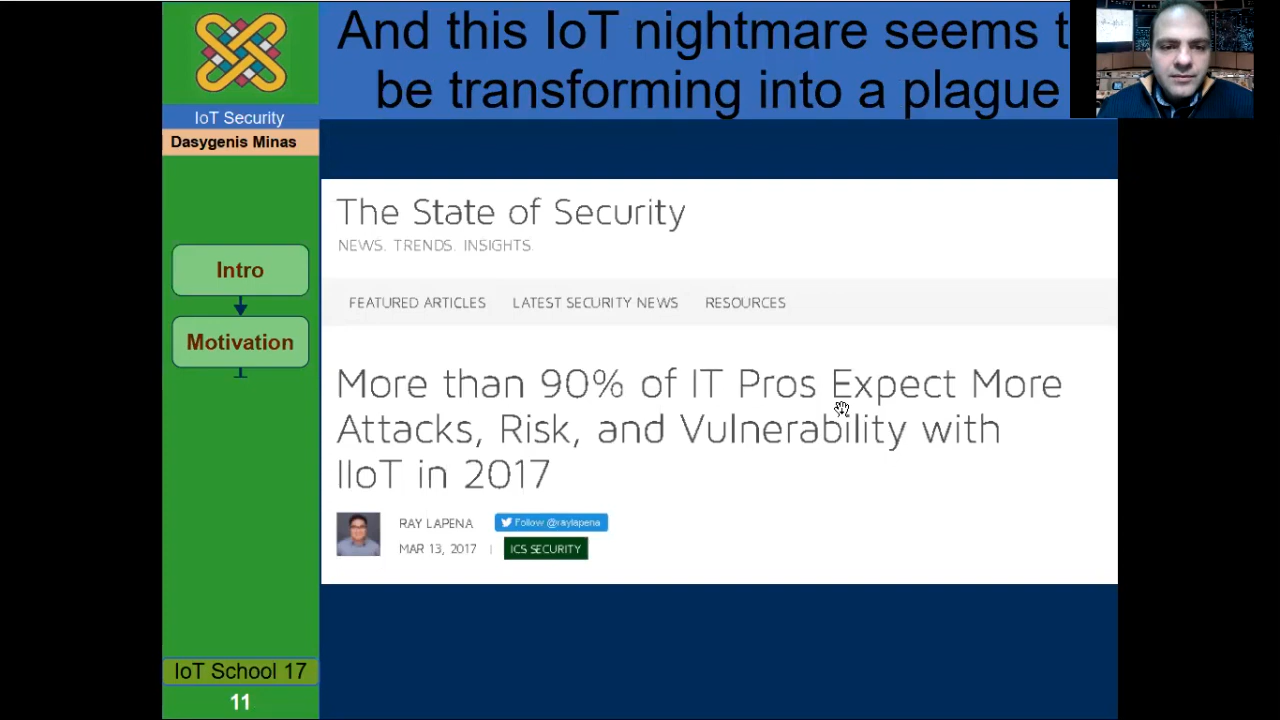 And this IoT nightmare seems t
be transforming into a plague
IoT Security
Dasygenis Minas
Intro
Motivation
The State of Security
NEWS. TRENDS. INSIGHTS.
FEATURED ARTICLES LATEST SECURITY NEWS RESOURCES
More than 90% of IT Pros Expect More
Attacks, Risk, and Vulnerability with
IIoT in 2017
RAY LAPENA Follow @raylapena
MAR 13, 2017 | ICS SECURITY
IoT School 17
11